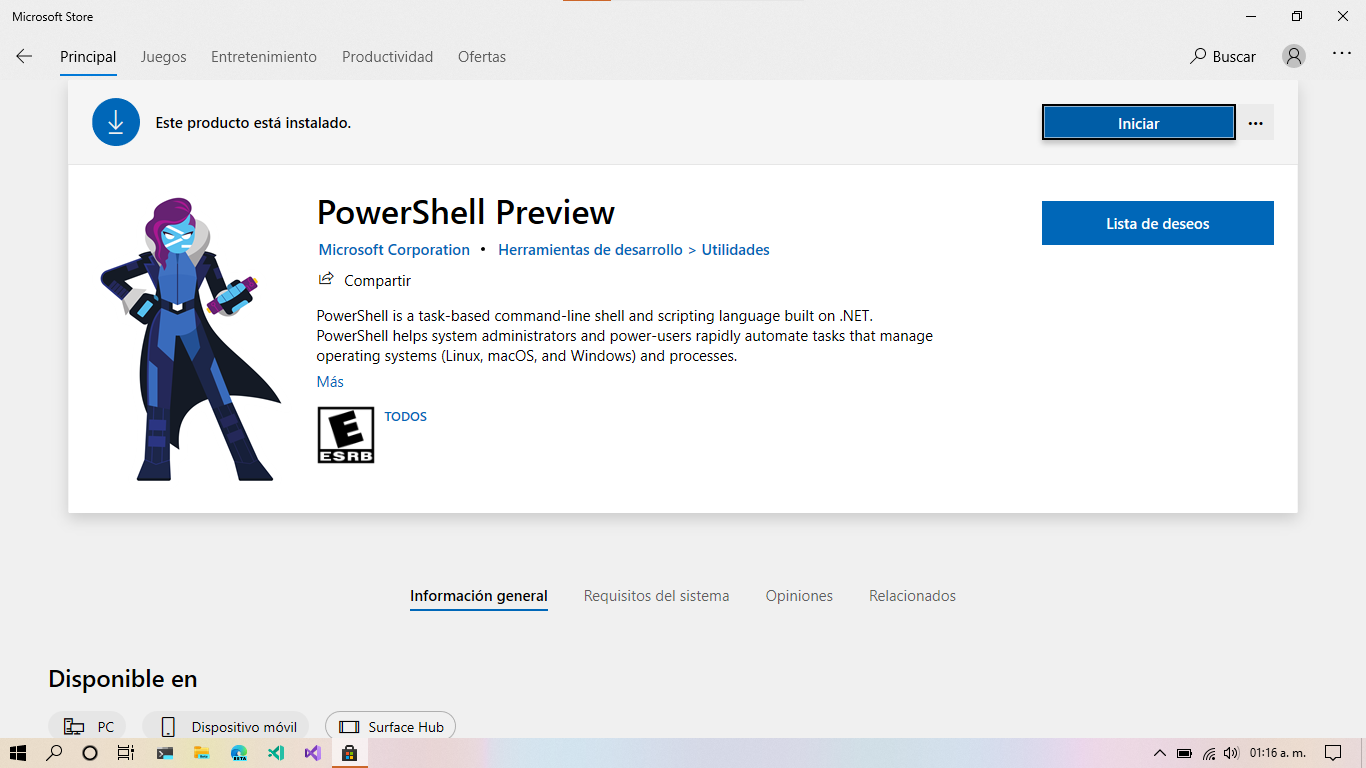 Microsoft Store
Principal Juegos Entretenimiento Productividad Ofertas Buscar
Este producto está instalado.
Iniciar
PowerShell Preview
Lista de deseos
Microsoft Corporation • Herramientas de desarrollo > Utilidades
Compartir
PowerShell is a task-based command-line shell and scripting language built on .NET.
PowerShell helps system administrators and power-users rapidly automate tasks that manage
operating systems (Linux, macOS, and Windows) and processes.
Más
E
ESRB
TODOS
Información general Requisitos del sistema Opiniones Relacionados
Disponible en
PC Dispositivo móvil Surface Hub
BETA
01:16 a. m.